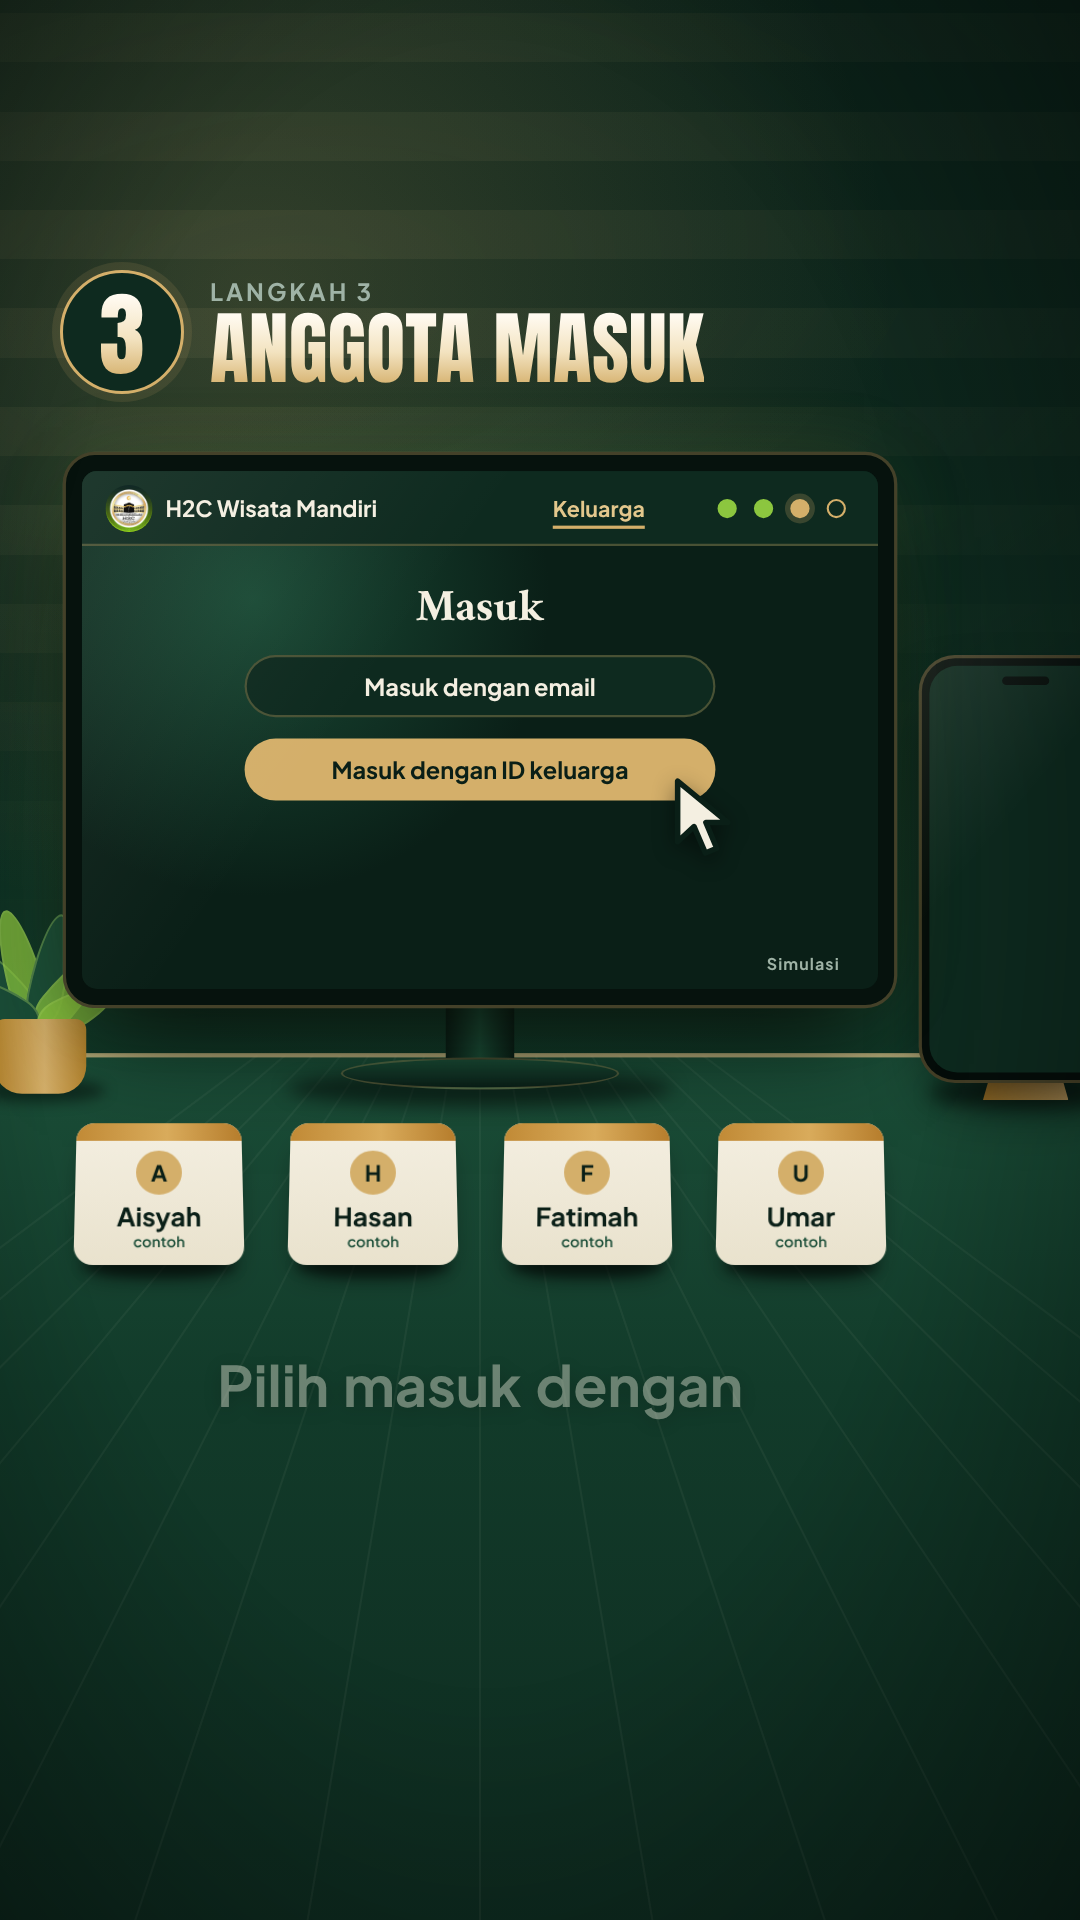 3
LANGKAH 3
ANGGOTA MASUK
H2C Wisata Mandiri
Keluarga
Masuk
Masuk dengan email
Masuk dengan ID keluarga
Simulasi
A
Aisyah
contoh
H
Hasan
contoh
F
Fatimah
contoh
U
Umar
contoh
Pilih masuk dengan